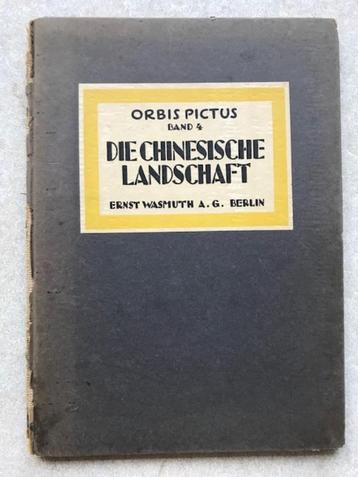 ORBIS PICTUS
BAND 4
DIE CHINESISCHE
LANDSCHAFT
ERNST WASMUTH A. G. BERLIN